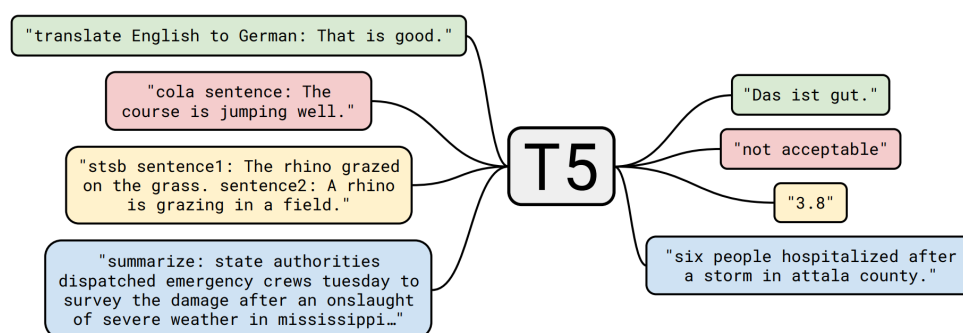 "translate English to German: That is good."
"cola sentence: The
course is jumping well."
"stsb sentence1: The rhino grazed
on the grass. sentence2: A rhino
is grazing in a field."
"summarize: state authorities
dispatched emergency crews tuesday to
survey the damage after an onslaught
of severe weather in mississippi…"
T5
"Das ist gut."
"not acceptable"
"3.8"
"six people hospitalized after
a storm in attala county."